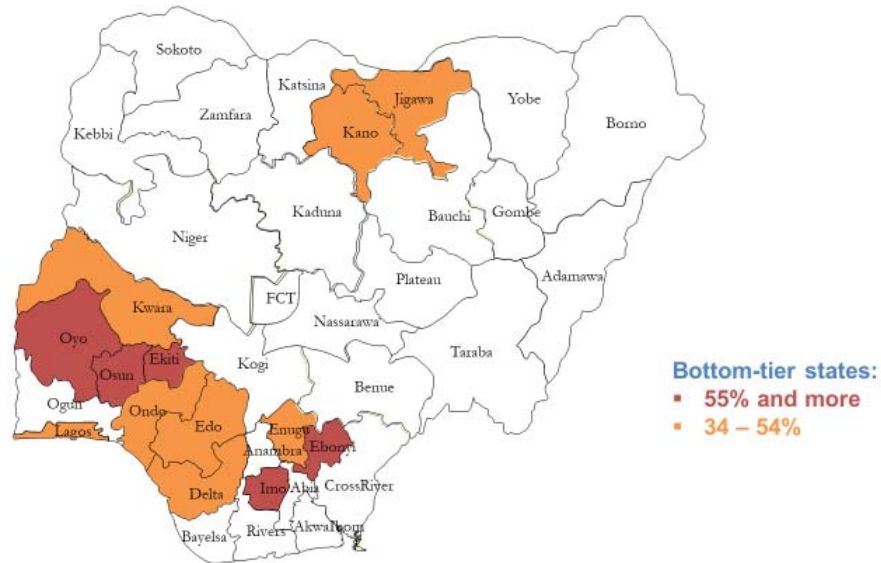 Sokoto
Katsina
Jigawa
Yobe
Borno
Kebbi
Zamfara
Kano
Kaduna
Bauchi
Gombe
Niger
Plateau
Adamawa
FCT
Nassarawa
Kwara
Taraba
Oyo
Ekiti
Kogi
Osun
Benue
Ogun
Ondo
Edo
Lagos
Enugu
Ebonyi
Anambra
Imo
Abia
CrossRiver
Delta
Bayelsa
Rivers
AkwaIbom
Bottom-tier states:
▪ 55% and more
▪ 34 – 54%